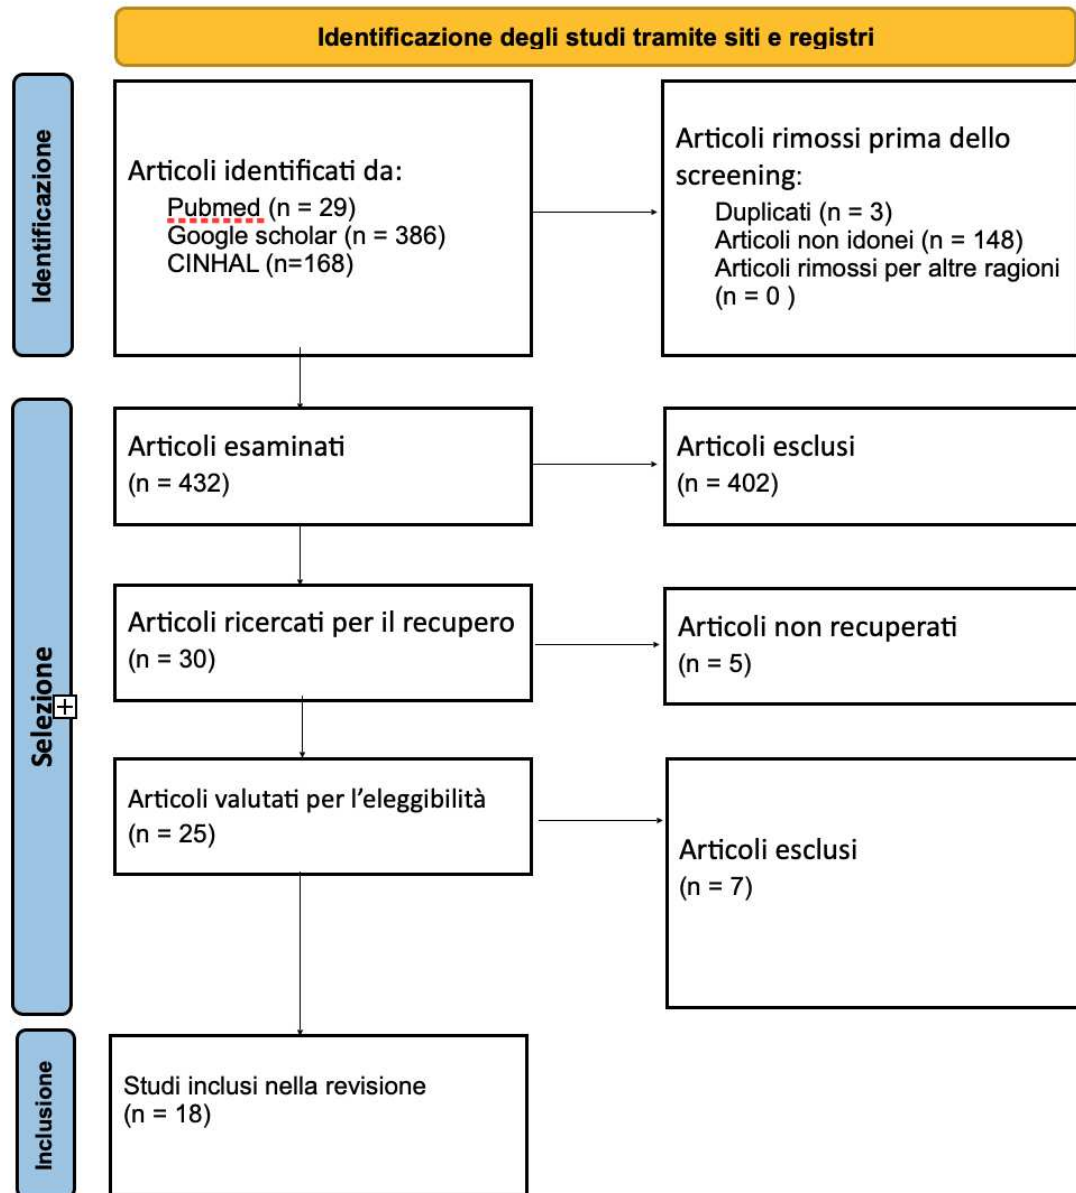 Identificazione degli studi tramite siti e registri
Identificazione
Articoli identificati da:
Pubmed (n = 29)
Google scholar (n = 386)
CINHAL (n=168)
Articoli rimossi prima dello
screening:
Duplicati (n = 3)
Articoli non idonei (n = 148)
Articoli rimossi per altre ragioni
(n = 0 )
Selezione
Articoli esaminati
(n = 432)
Articoli esclusi
(n = 402)
Articoli ricercati per il recupero
(n = 30)
Articoli non recuperati
(n = 5)
Articoli valutati per l'eleggibilità
(n = 25)
Articoli esclusi
(n = 7)
Inclusione
Studi inclusi nella revisione
(n = 18)